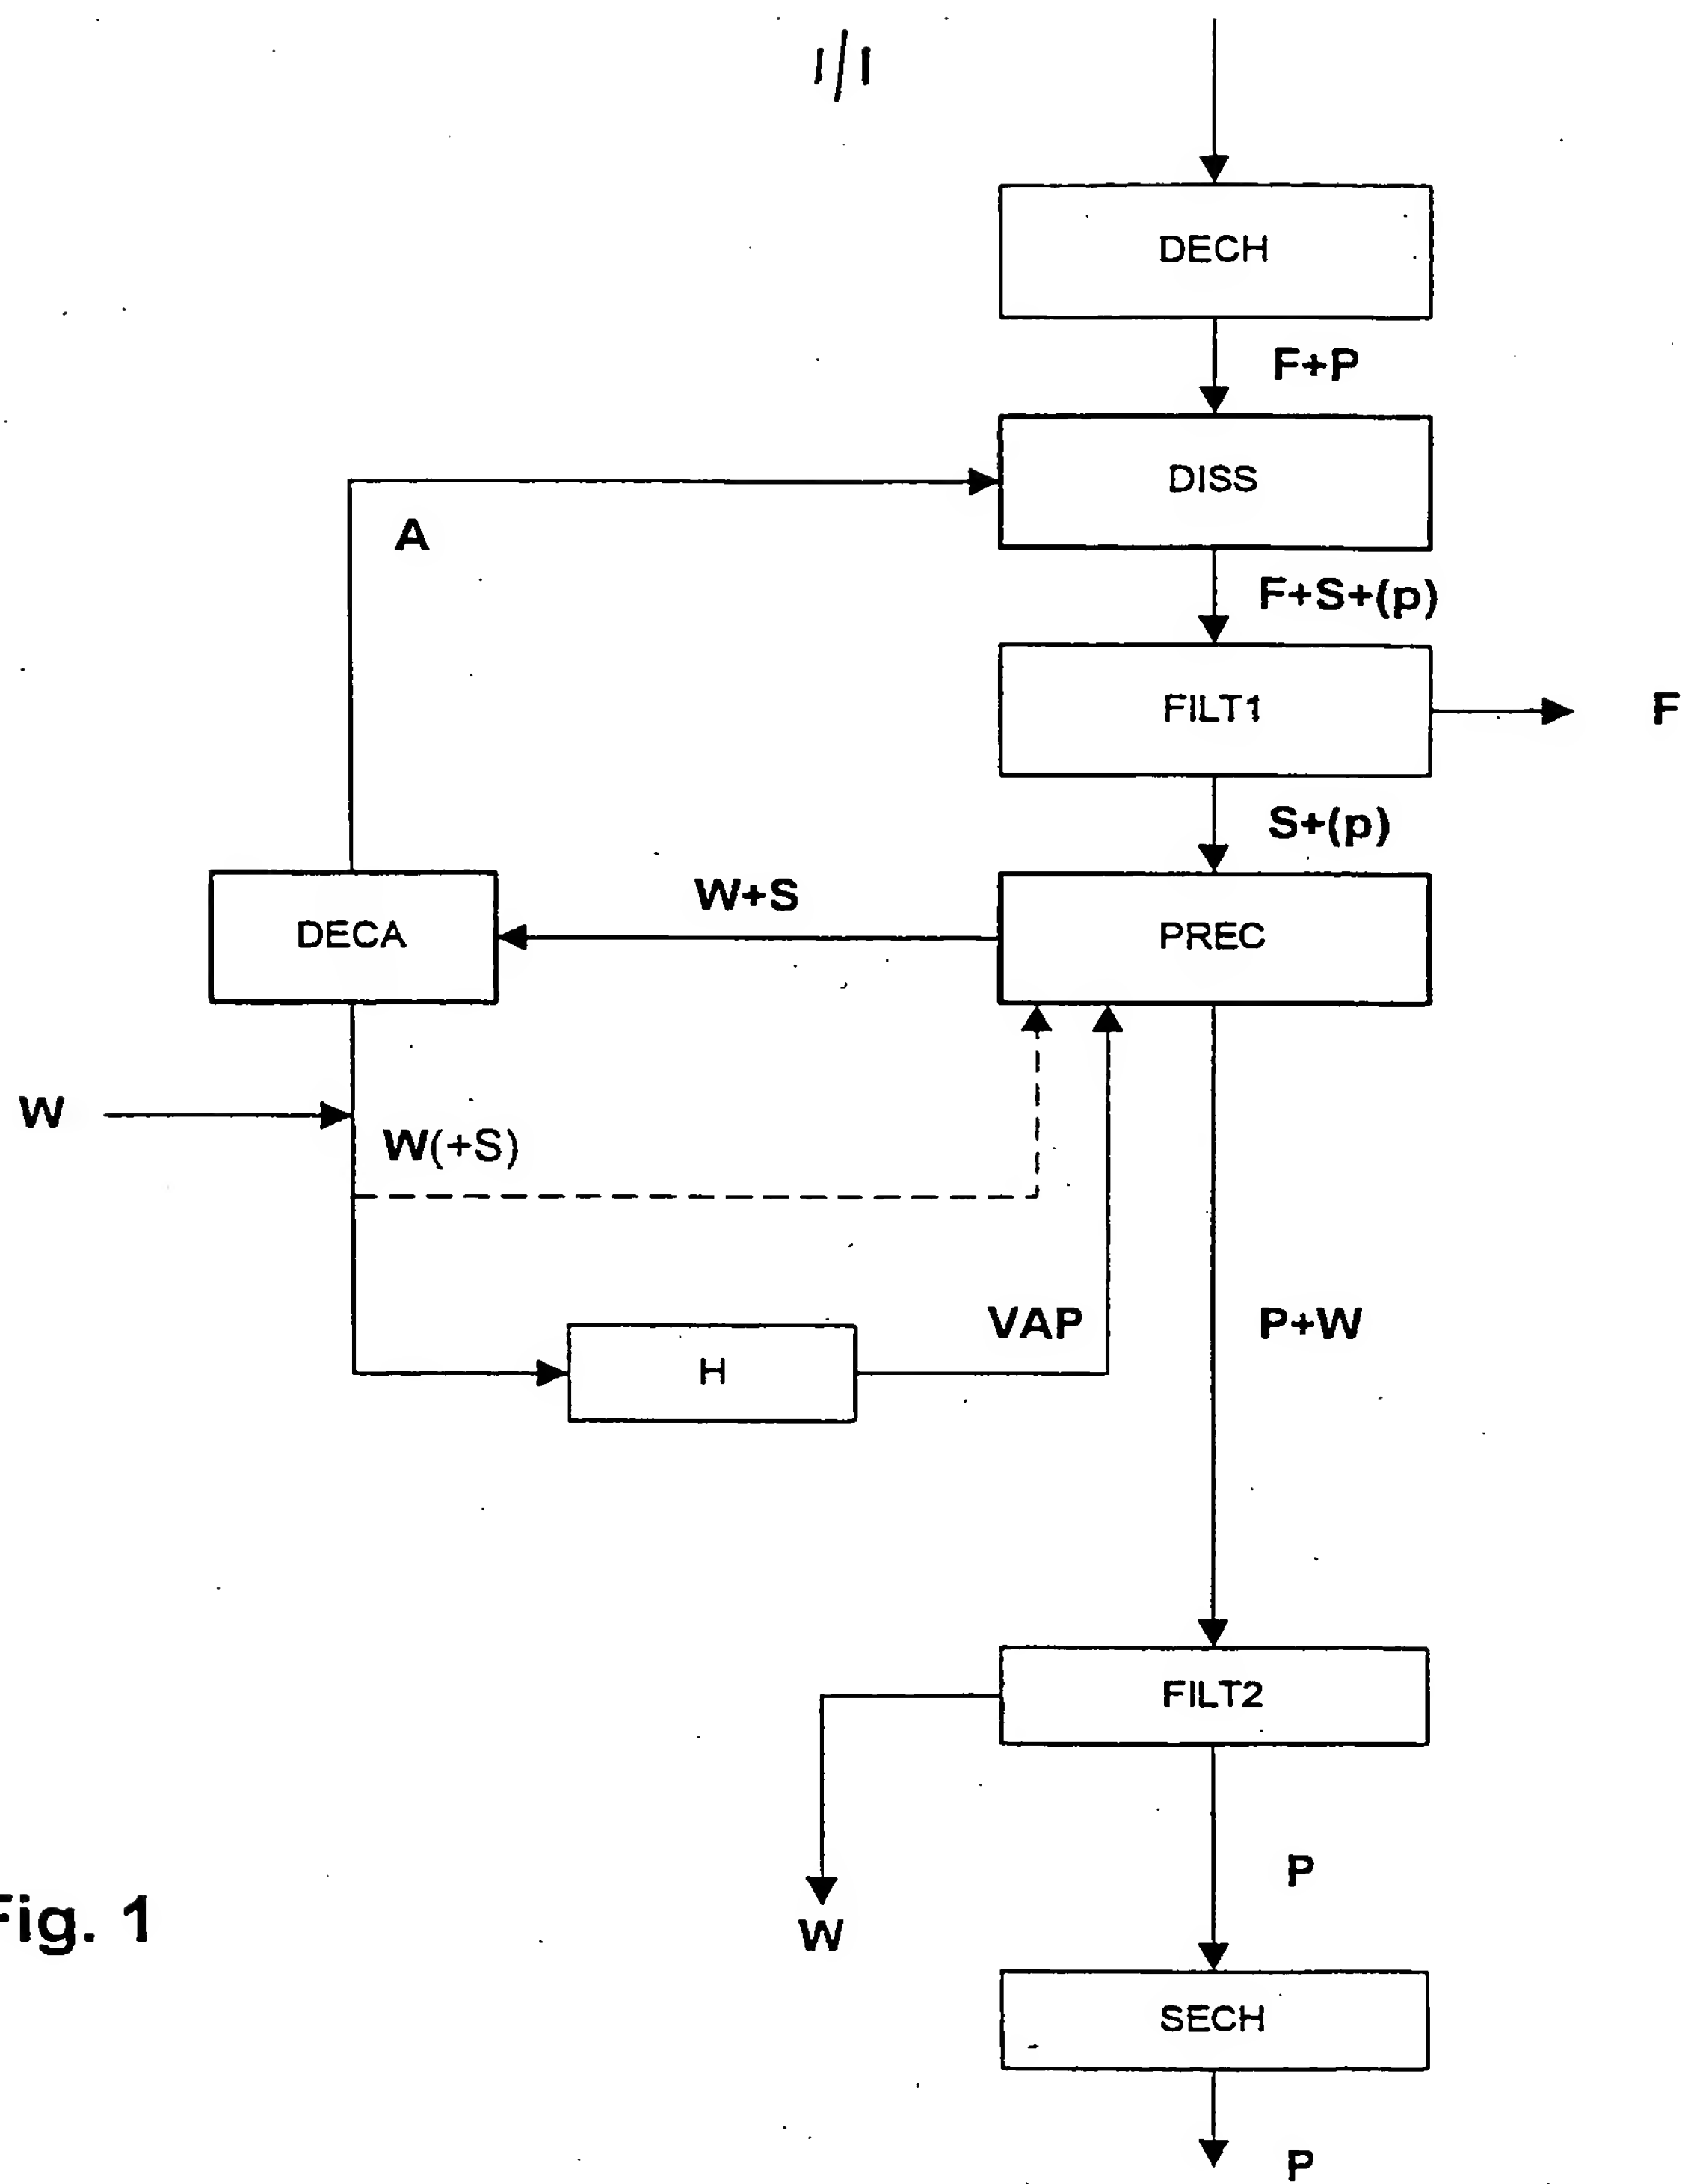 1/1
DECH
F+P
DISS
A
F+S+(p)
FILT1
F
S+(p)
W+S
DECA
PREC
W
W(+S)
VAP
P+W
H
FILT2
P
W
Fig. 1
SECH
P